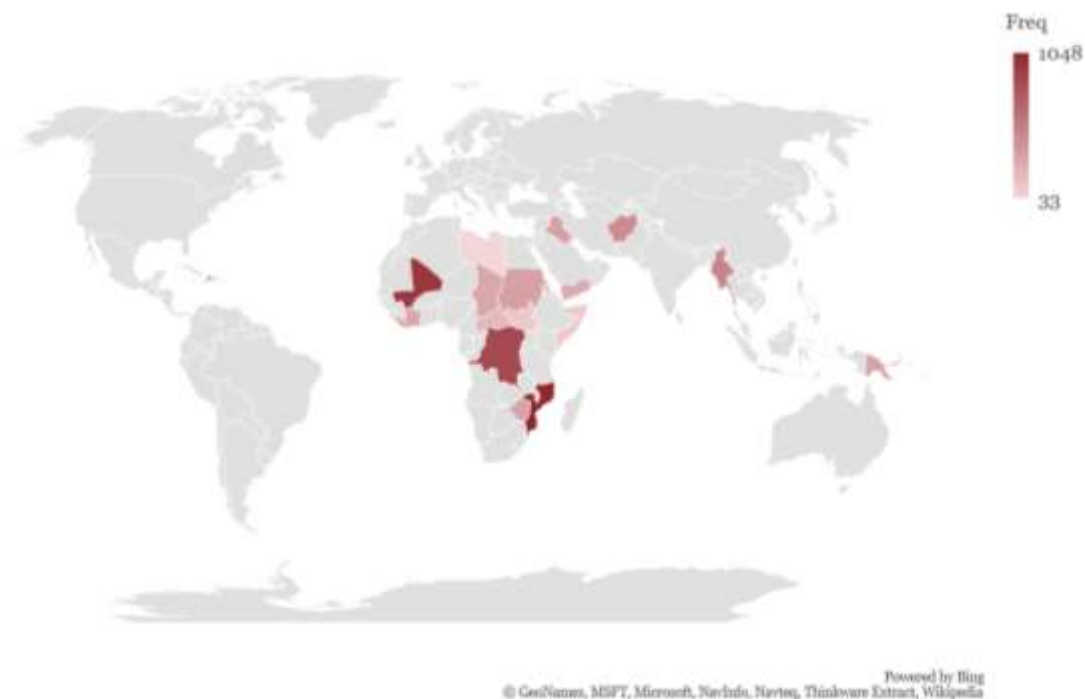 Freq
1048
33
Powered by Bing
© GeoNames, MSFT, Microsoft, NavInfo, Navteq, Thinkware Extract, Wikipedia